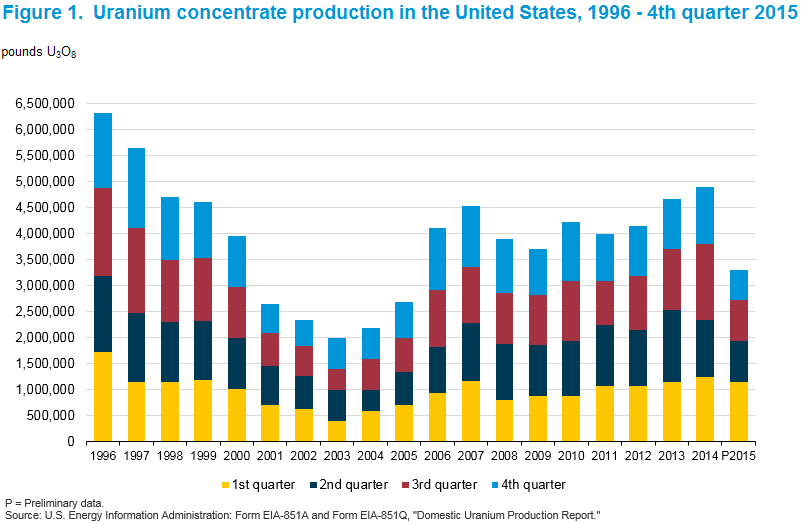 Figure 1.  Uranium concentrate production in the United States, 1996 - 4th quarter 2015
pounds U₃O₈
6,500,000
6,000,000
5,500,000
5,000,000
4,500,000
4,000,000
3,500,000
3,000,000
2,500,000
2,000,000
1,500,000
1,000,000
500,000
0
1996 1997 1998 1999 2000 2001 2002 2003 2004 2005 2006 2007 2008 2009 2010 2011 2012 2013 2014 P2015
1st quarter 2nd quarter 3rd quarter 4th quarter
P = Preliminary data.
Source: U.S. Energy Information Administration: Form EIA-851A and Form EIA-851Q, "Domestic Uranium Production Report."